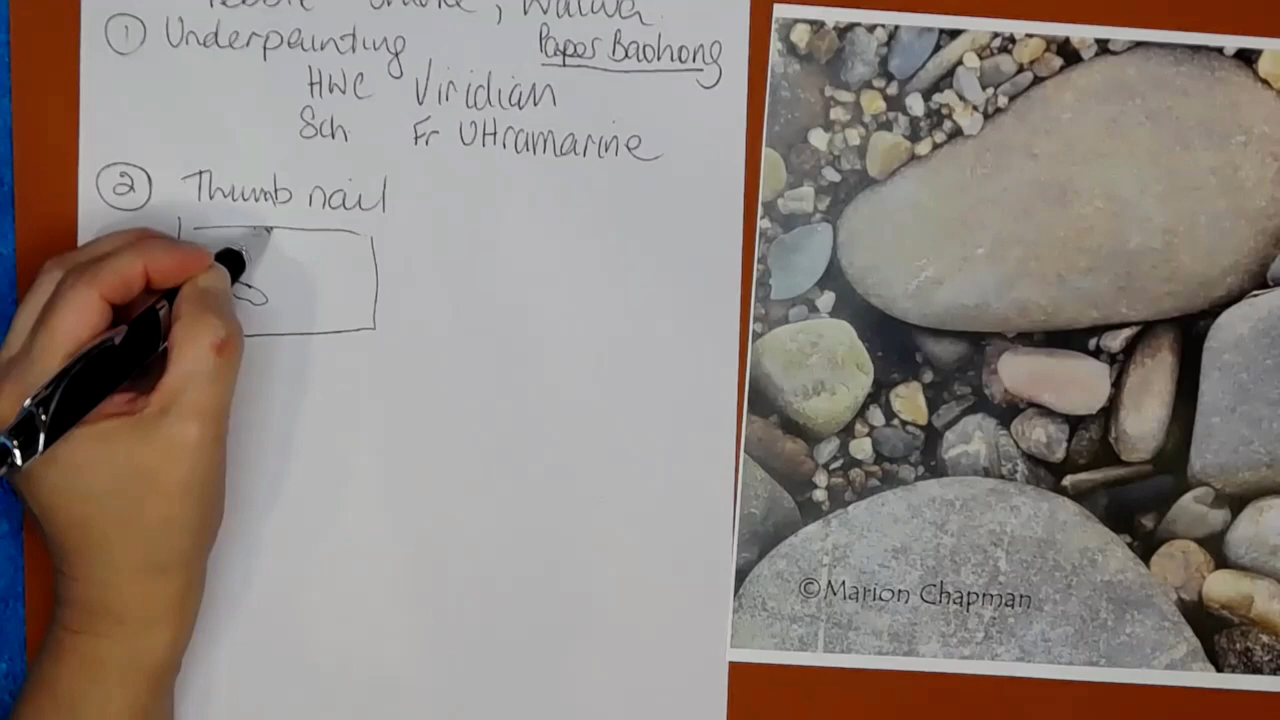 ① Underpainting
Paper Baohong
HWC Viridian
Sch Fr Ultramarine
② Thumb nail
©Marion Chapman